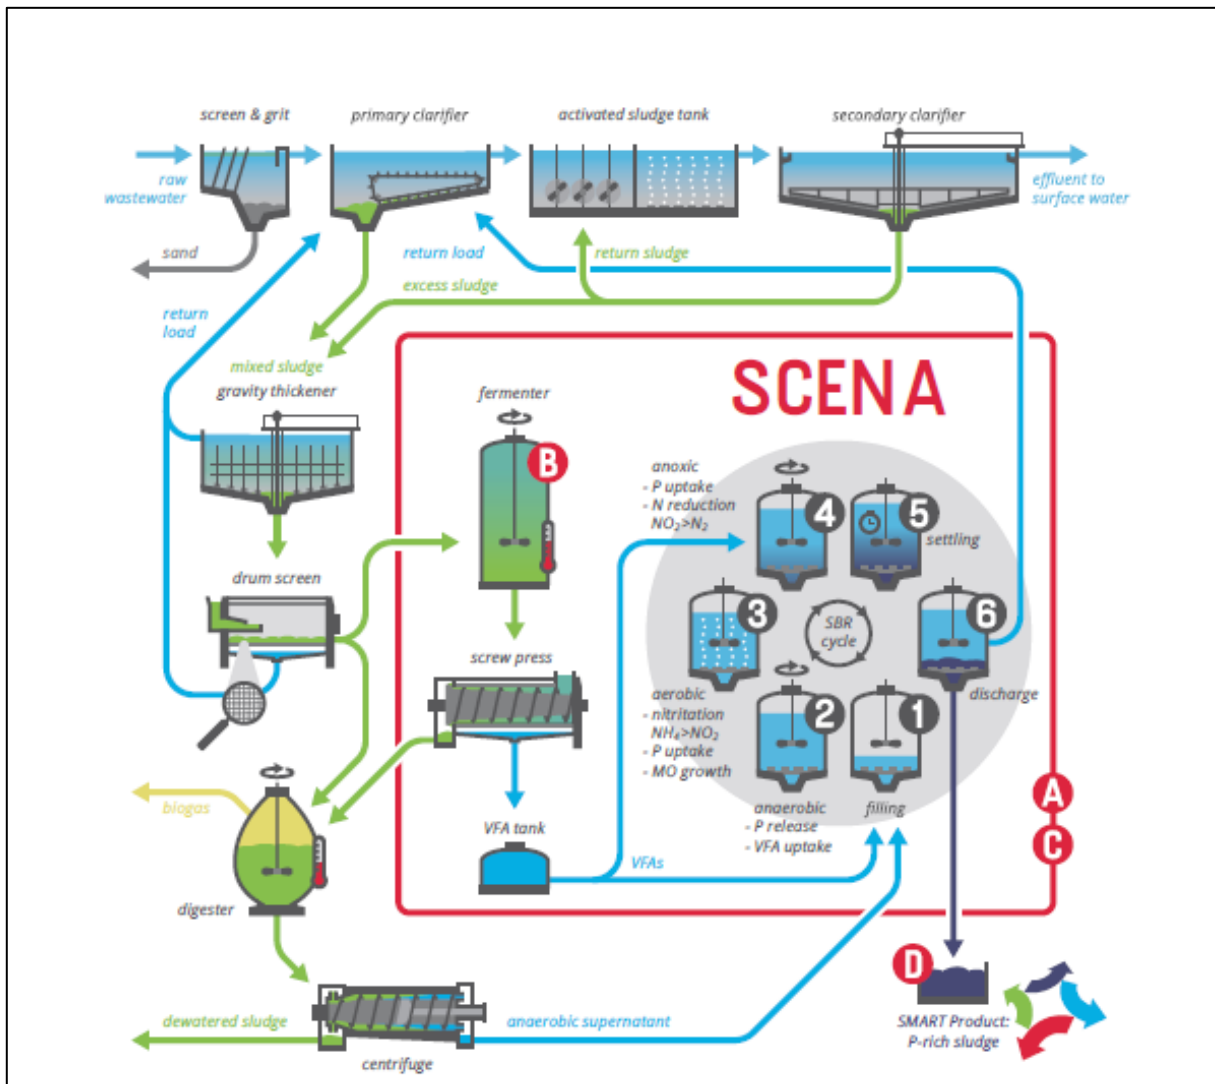 screen & grit
primary clarifier
activated sludge tank
secondary clarifier
raw
wastewater
effluent to
surface water
sand
return load
return sludge
excess sludge
return
load
mixed sludge
gravity thickener
SCENA
fermenter
B
anoxic
- P uptake
- N reduction
NO₂>N₂
4
5
settling
drum screen
3
SBR
cycle
6
screw press
aerobic
- nitritation
NH₄>NO₂
- P uptake
- MO growth
2
1
discharge
biogas
anaerobic
- P release
- VFA uptake
filling
A
C
VFA tank
VFAs
digester
D
dewatered sludge
anaerobic supernatant
centrifuge
SMART Product:
P-rich sludge